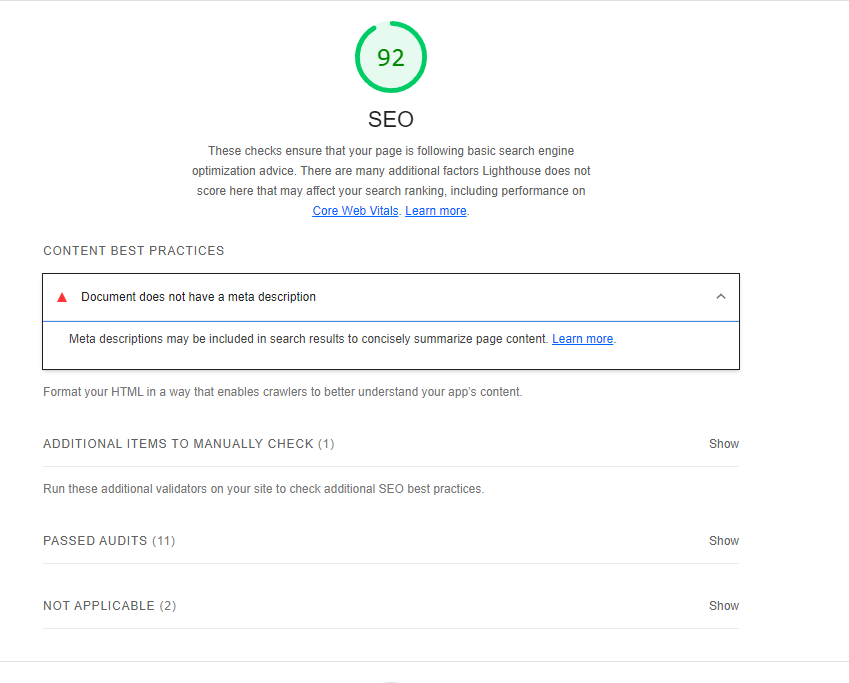 92
SEO
These checks ensure that your page is following basic search engine
optimization advice. There are many additional factors Lighthouse does not
score here that may affect your search ranking, including performance on
Core Web Vitals. Learn more.
CONTENT BEST PRACTICES
Document does not have a meta description
Meta descriptions may be included in search results to concisely summarize page content. Learn more.
Format your HTML in a way that enables crawlers to better understand your app's content.
ADDITIONAL ITEMS TO MANUALLY CHECK (1) Show
Run these additional validators on your site to check additional SEO best practices.
PASSED AUDITS (11) Show
NOT APPLICABLE (2) Show